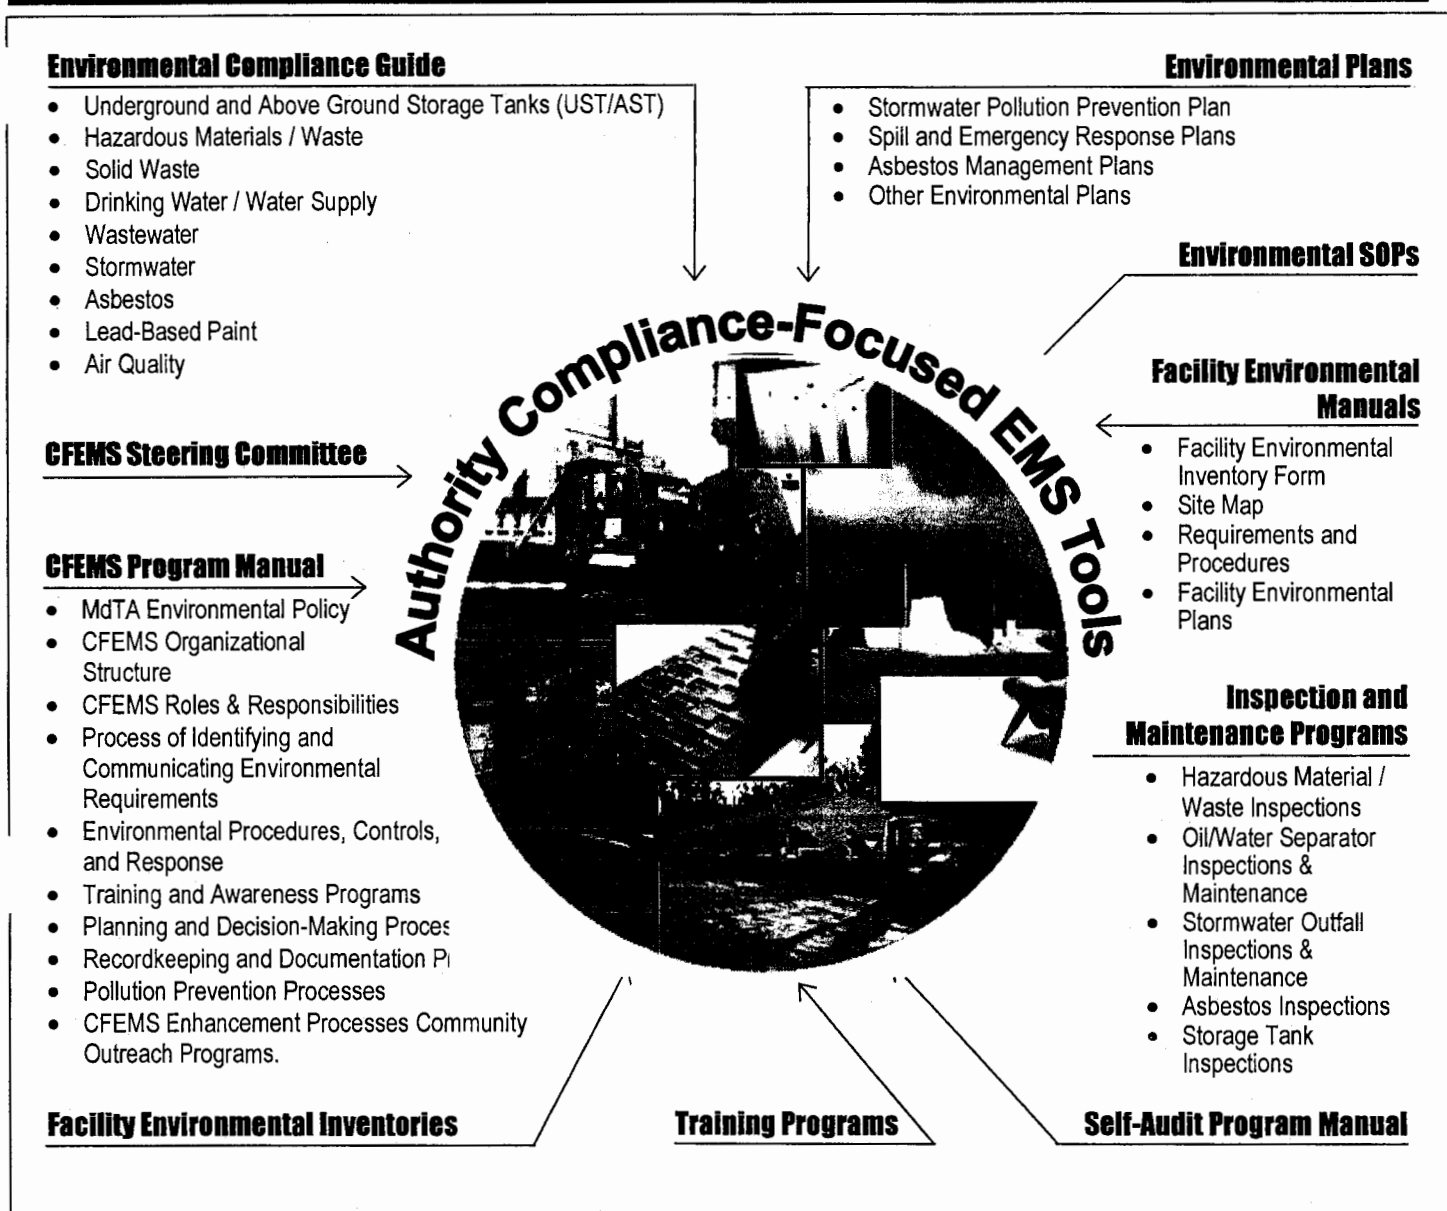 Environmental Compliance Guide
• Underground and Above Ground Storage Tanks (UST/AST)
• Hazardous Materials / Waste
• Solid Waste
• Drinking Water / Water Supply
• Wastewater
• Stormwater
• Asbestos
• Lead-Based Paint
• Air Quality
CFEMS Steering Committee
CFEMS Program Manual
• MdTA Environmental Policy
• CFEMS Organizational
Structure
• CFEMS Roles & Responsibilities
• Process of Identifying and
Communicating Environmental
Requirements
• Environmental Procedures, Controls,
and Response
• Training and Awareness Programs
• Planning and Decision-Making Proces
• Recordkeeping and Documentation
• Pollution Prevention Processes
• CFEMS Enhancement Processes Community
Outreach Programs.
Facility Environmental Inventories
Authority Compliance-Focused EMS Tools
Training Programs
Environmental Plans
• Stormwater Pollution Prevention Plan
• Spill and Emergency Response Plans
• Asbestos Management Plans
• Other Environmental Plans
Environmental SOPs
Facility Environmental
Manuals
• Facility Environmental
Inventory Form
• Site Map
• Requirements and
Procedures
• Facility Environmental
Plans
Inspection and
Maintenance Programs
• Hazardous Material /
Waste Inspections
• Oil/Water Separator
Inspections &
Maintenance
• Stormwater Outfall
Inspections &
Maintenance
• Asbestos Inspections
• Storage Tank
Inspections
Self-Audit Program Manual